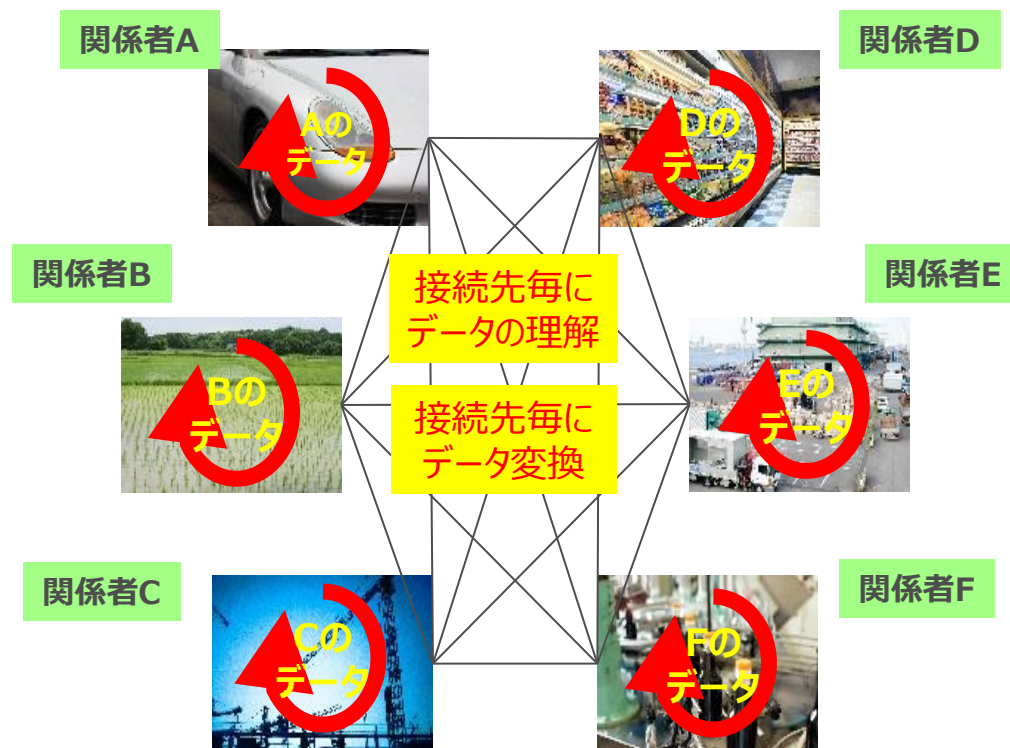 関係者A
Aの
データ
関係者D
Dの
データ
関係者B
Bの
データ
接続先毎に
データの理解
接続先毎に
データ変換
関係者E
Eの
データ
関係者C
Cの
データ
関係者F
Fの
データ